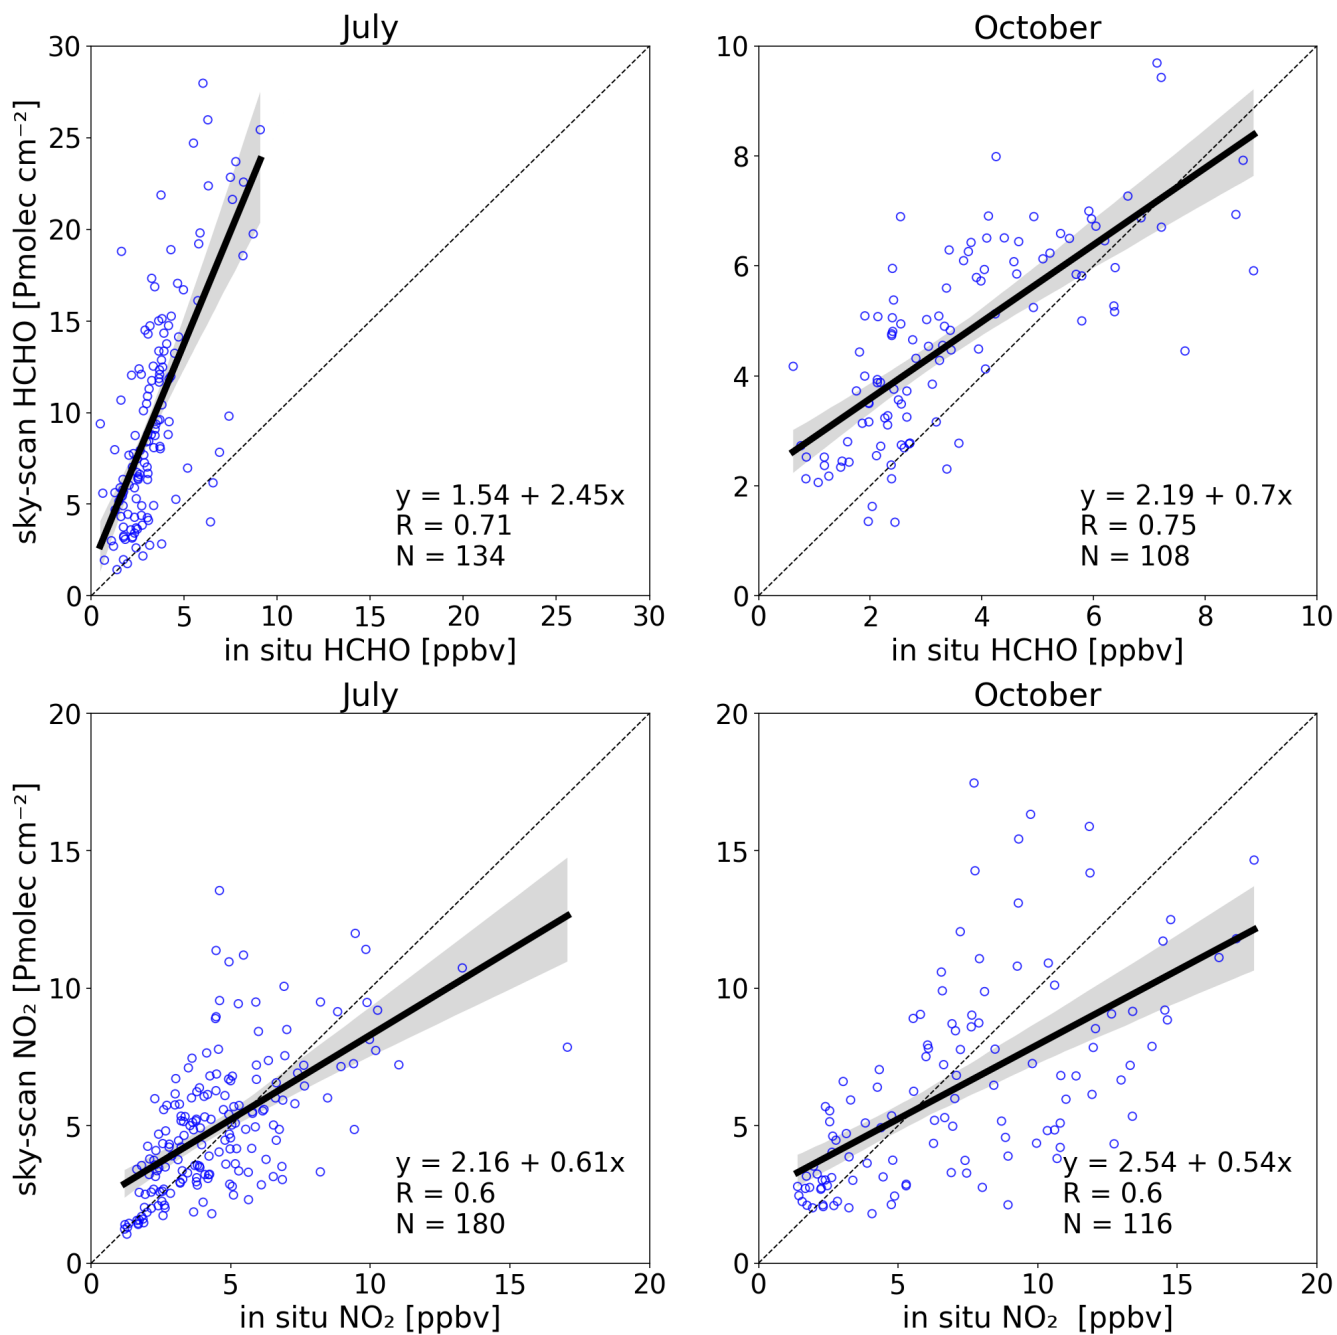 July
30
25
20
15
10
5
0
0 5 10 15 20 25 30
sky-scan HCHO [Pmolec cm⁻²]
in situ HCHO [ppbv]
y = 1.54 + 2.45x
R = 0.71
N = 134
October
10
8
6
4
2
0
0 2 4 6 8 10
in situ HCHO [ppbv]
y = 2.19 + 0.7x
R = 0.75
N = 108
July
20
15
10
5
0
0 5 10 15 20
sky-scan NO₂ [Pmolec cm⁻²]
in situ NO₂ [ppbv]
y = 2.16 + 0.61x
R = 0.6
N = 180
October
20
15
10
5
0
0 5 10 15 20
in situ NO₂ [ppbv]
y = 2.54 + 0.54x
R = 0.6
N = 116